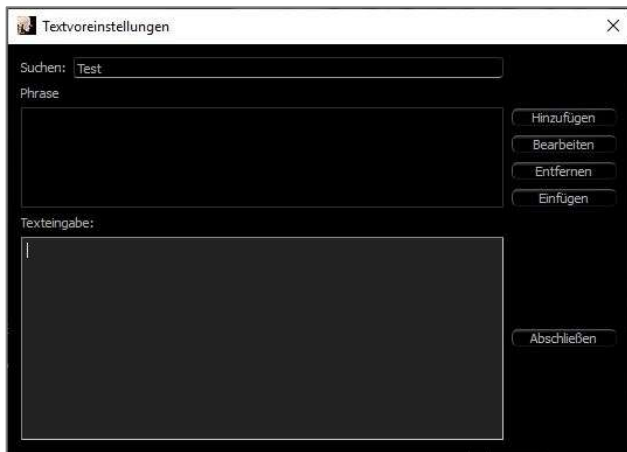 Textvoreinstellungen
Suchen: Test
Phrase
Hinzufügen
Bearbeiten
Entfernen
Einfügen
Texteingabe:
Abschließen